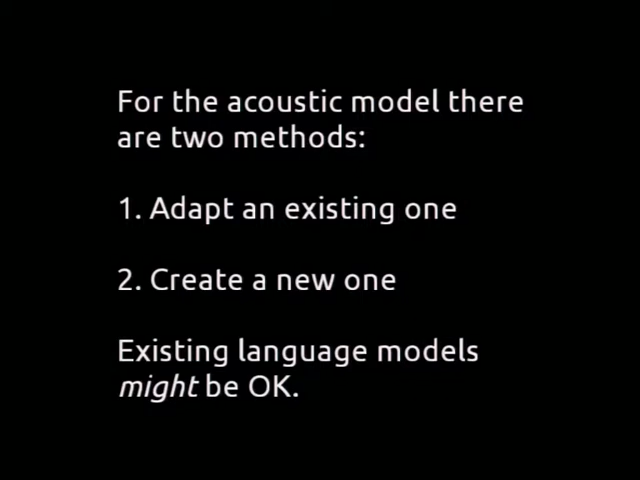 For the acoustic model there
are two methods:
1. Adapt an existing one
2. Create a new one
Existing language models
might be OK.